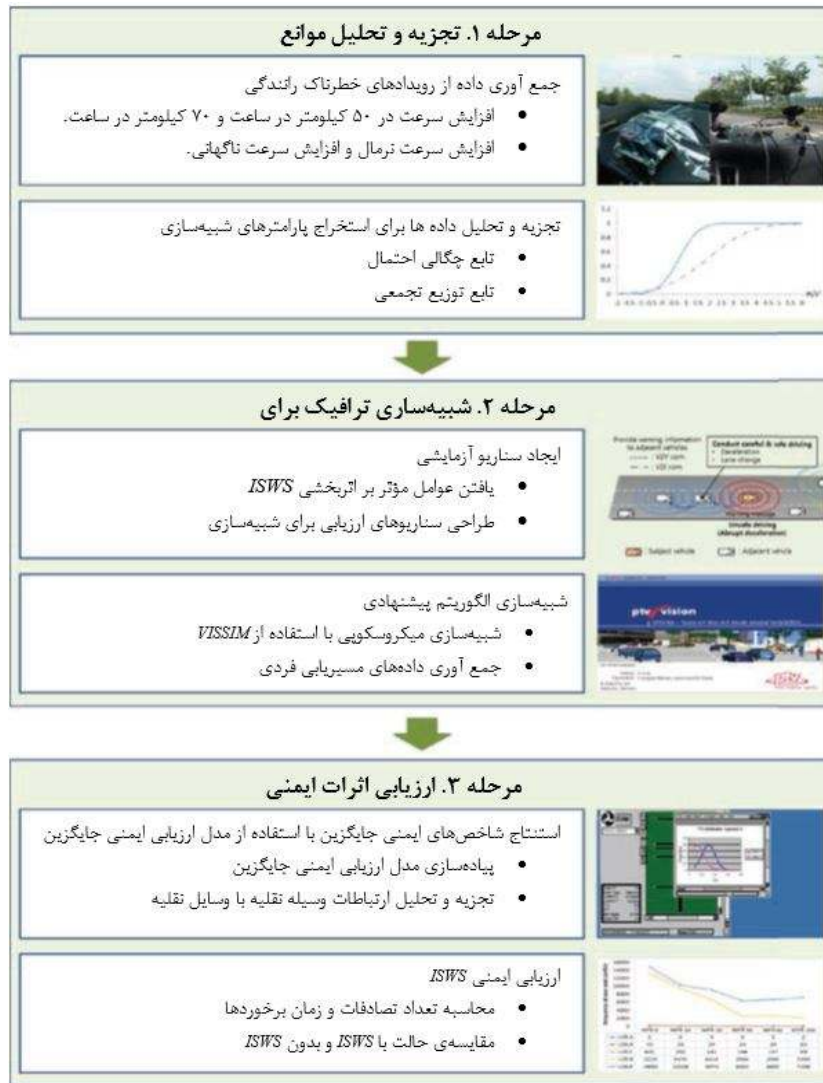 مرحله ۱. تجزیه و تحلیل موانع
جمع آوری داده از رویدادهای خطرناک رانندگی
• افزایش سرعت در ۵۰ کیلومتر در ساعت و ۷۰ کیلومتر در ساعت.
• افزایش سرعت نرمال و افزایش سرعت ناگهانی.
تجزیه و تحلیل داده ها برای استخراج پارامترهای شبیه‌سازی
• تابع چگالی احتمال
• تابع توزیع تجمعی
مرحله ۲. شبیه‌ساری ترافیک برای
ایجاد سناریو آزمایشی
• یافتن عوامل مؤثر بر اثربخشی ISWS
• طراحی سناریوهای ارزیابی برای شبیه‌سازی
Provide warning information
to adjacent vehicles
Conduct careful & safe driving
Deceleration
Lane change
Unsafe driving
(Abrupt deceleration)
Subject vehicle
Adjacent vehicle
شبیه‌سازی الگوریتم پیشنهادی
• شبیه‌سازی میکروسکوپی با استفاده از VISSIM
• جمع آوری داده‌های مسیریابی فردی
ptv vision
مرحله ۳. ارزیابی اثرات ایمنی
استنتاج شاخص‌های ایمنی جایگزین با استفاده از مدل ارزیابی ایمنی جایگزین
• پیاده‌سازی مدل ارزیابی ایمنی جایگزین
• تجزیه و تحلیل ارتباطات وسیله نقلیه با وسایل نقلیه
ارزیابی ایمنی ISWS
• محاسبه تعداد تصادفات و زمان برخوردها
• مقایسه‌ی حالت با ISWS و بدون ISWS